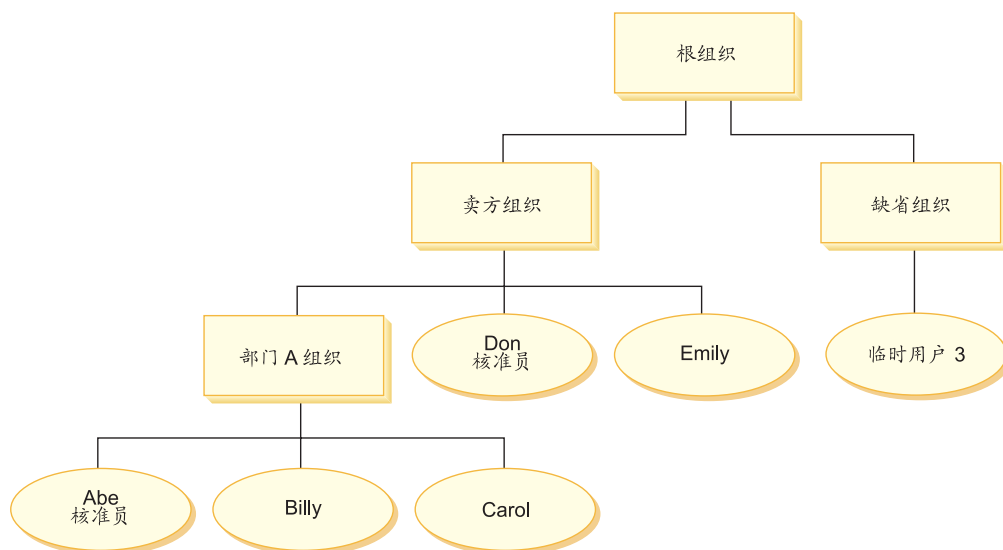 根组织
卖方组织
缺省组织
部门 A 组织
Don
核准员
Emily
临时用户 3
Abe
核准员
Billy
Carol